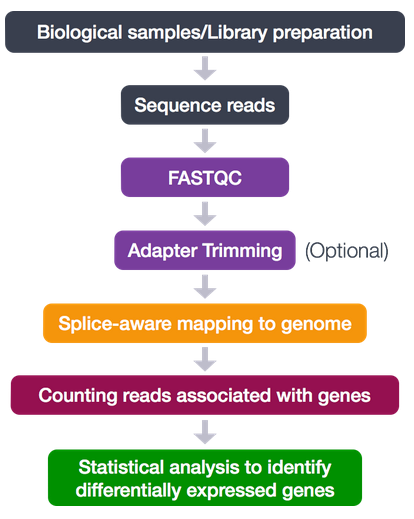 Biological samples/Library preparation
Sequence reads
FASTQC
Adapter Trimming (Optional)
Splice-aware mapping to genome
Counting reads associated with genes
Statistical analysis to identify
differentially expressed genes